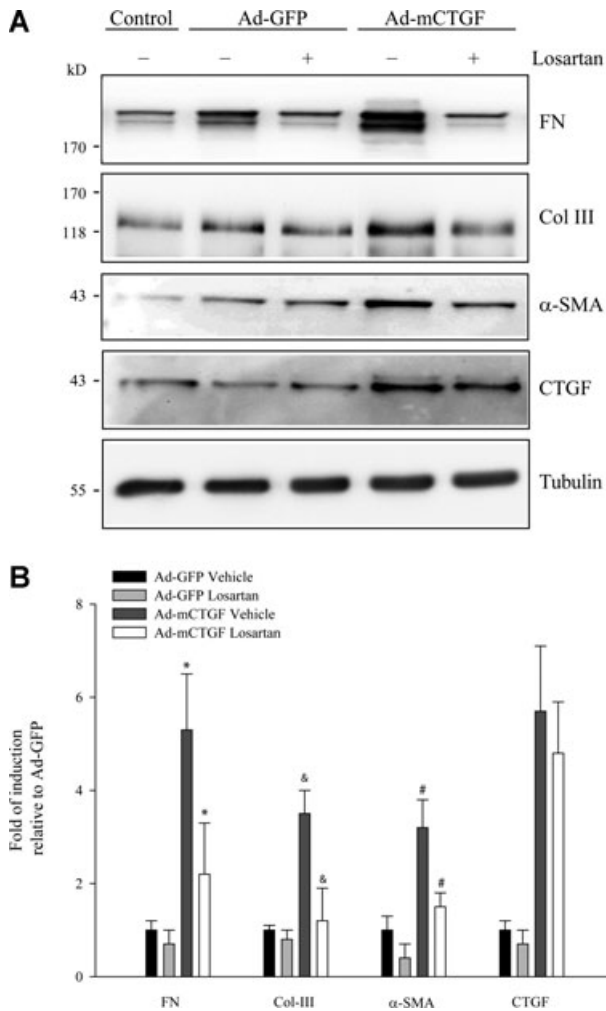 A
Control Ad-GFP Ad-mCTGF
kD – – + – + Losartan
FN
170
170
Col III
118
43 α-SMA
43 CTGF
55 Tubulin
B
Ad-GFP Vehicle
Ad-GFP Losartan
Ad-mCTGF Vehicle
Ad-mCTGF Losartan
Fold of induction
relative to Ad-GFP
8
6
4
2
0
* * & & # #
FN Col-III α-SMA CTGF